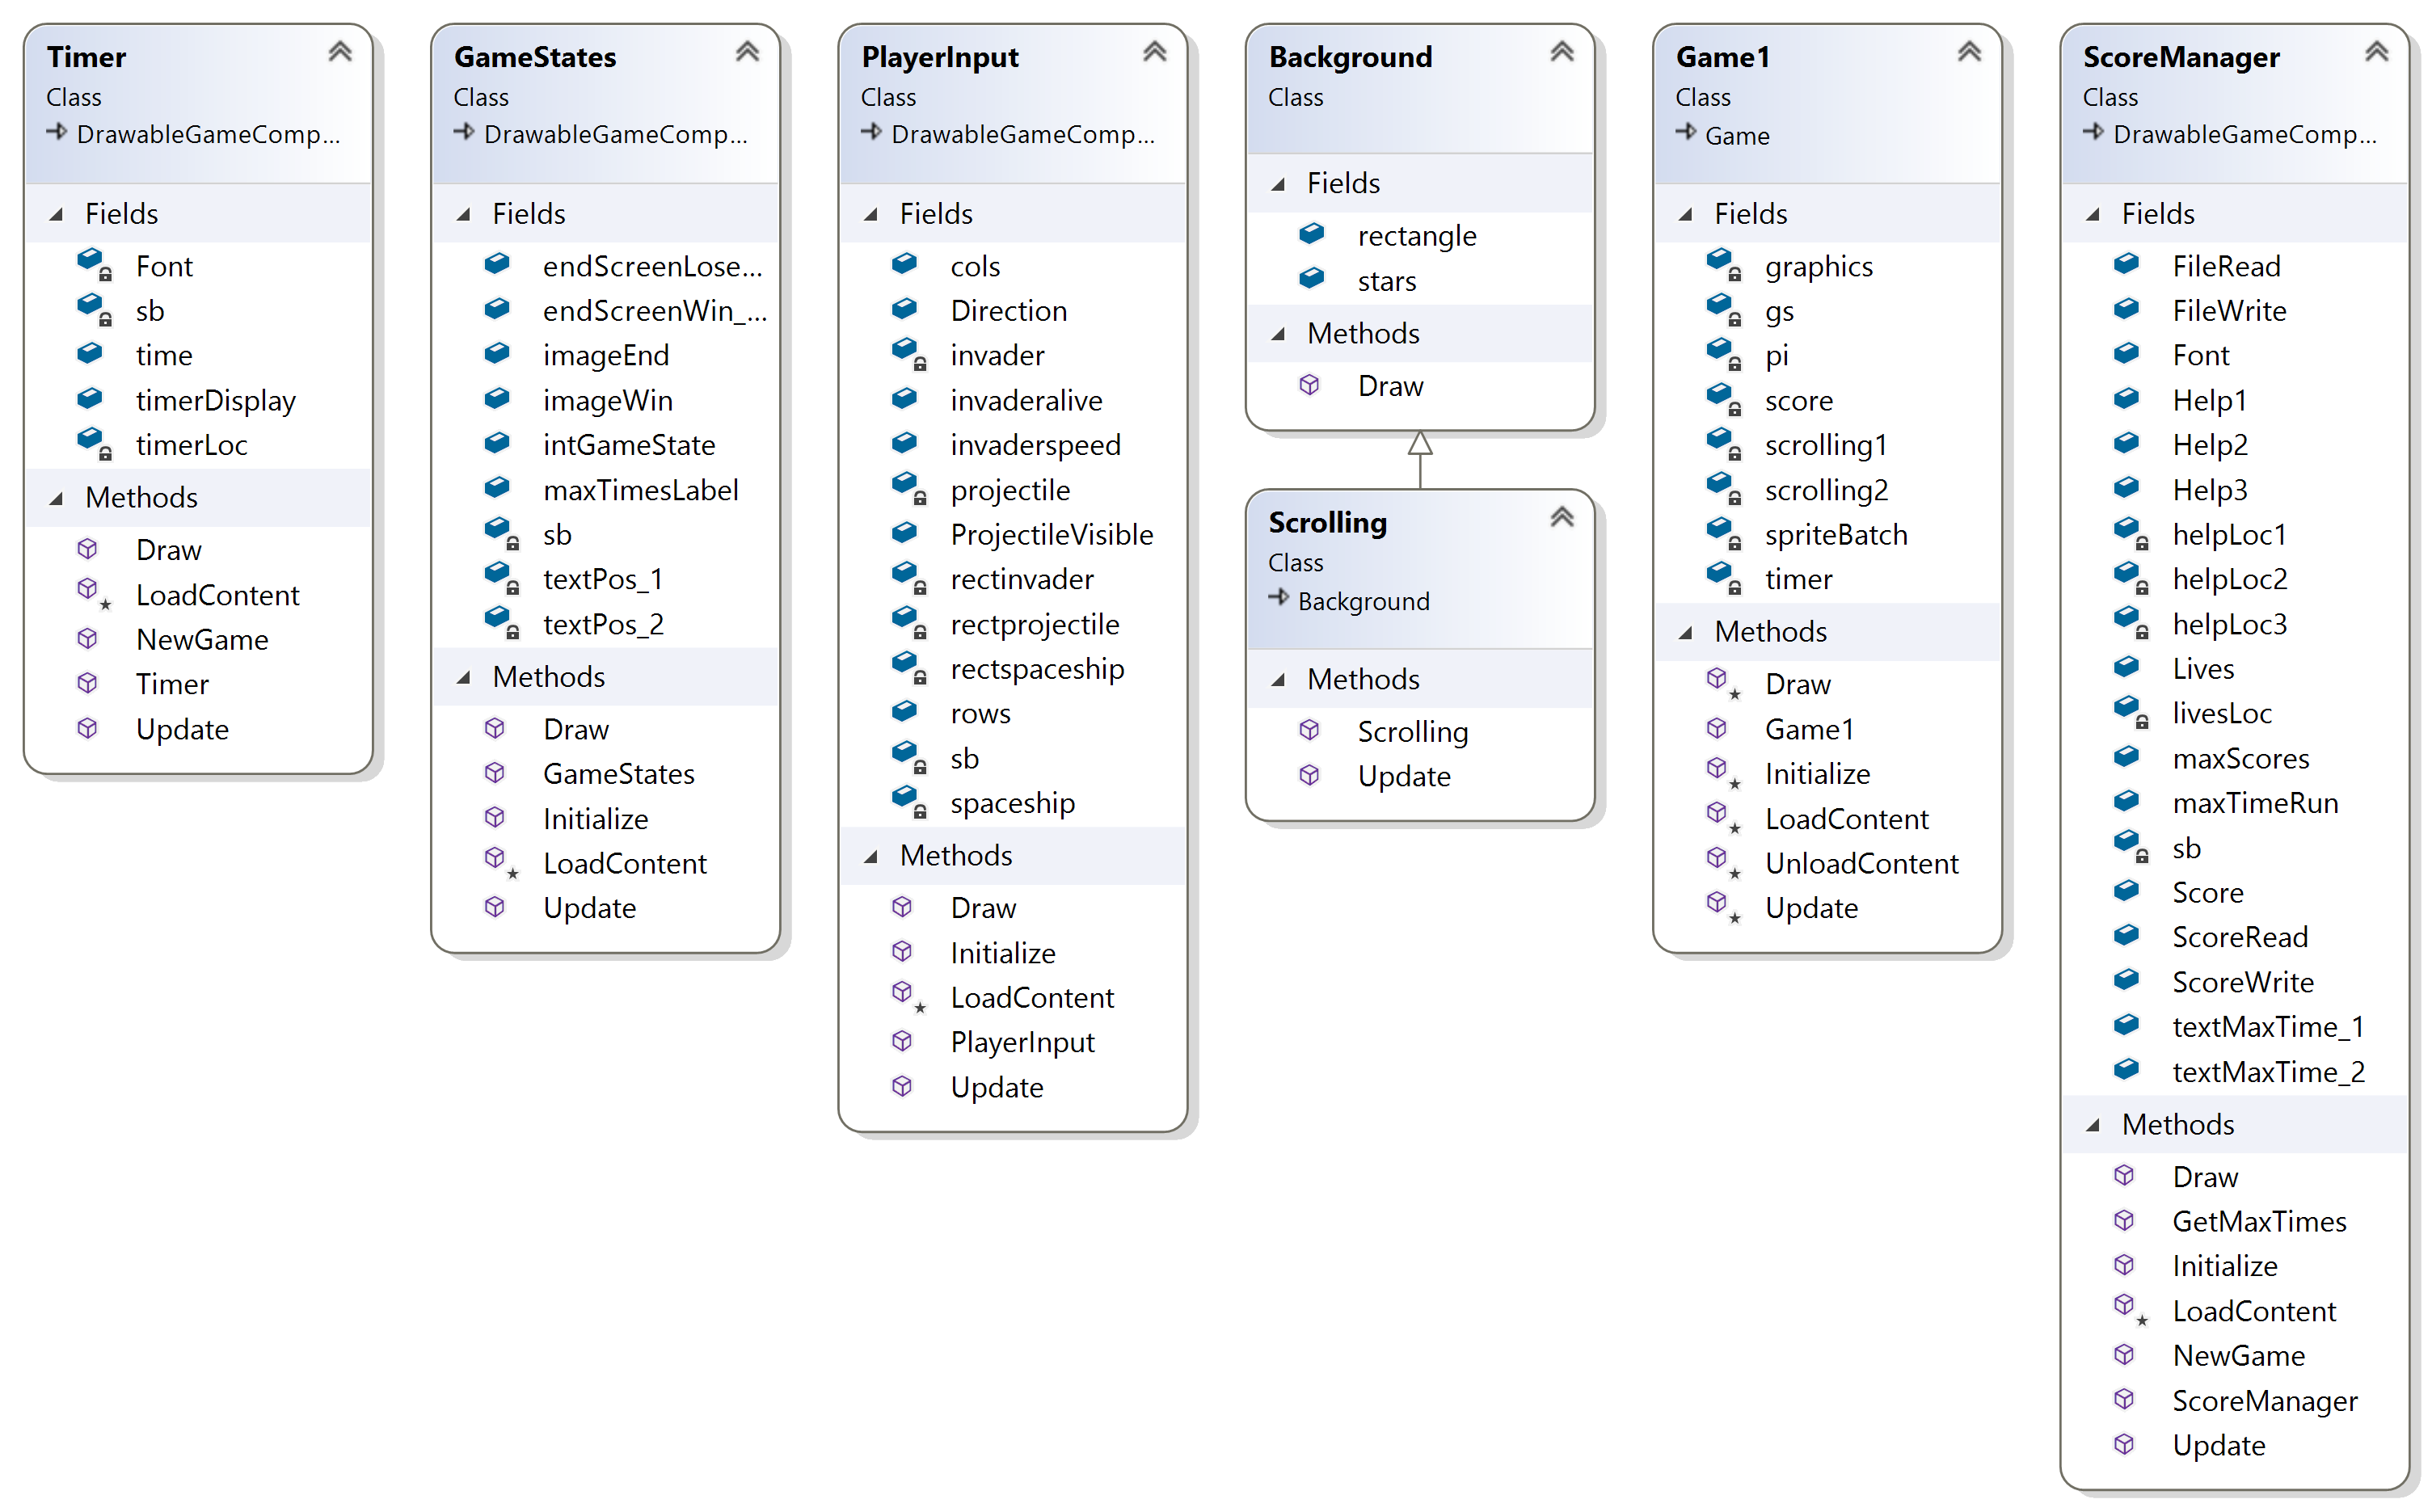 Timer
Class
DrawableGameComp...
Fields
Font
sb
time
timerDisplay
timerLoc
Methods
Draw
LoadContent
NewGame
Timer
Update
GameStates
Class
DrawableGameComp...
Fields
endScreenLose...
endScreenWin_...
imageEnd
imageWin
intGameState
maxTimesLabel
sb
textPos_1
textPos_2
Methods
Draw
GameStates
Initialize
LoadContent
Update
PlayerInput
Class
DrawableGameComp...
Fields
cols
Direction
invader
invaderalive
invaderspeed
projectile
ProjectileVisible
rectinvader
rectprojectile
rectspaceship
rows
sb
spaceship
Methods
Draw
Initialize
LoadContent
PlayerInput
Update
Background
Class
Fields
rectangle
stars
Methods
Draw
Scrolling
Class
Background
Methods
Scrolling
Update
Game1
Class
Game
Fields
graphics
gs
pi
score
scrolling1
scrolling2
spriteBatch
timer
Methods
Draw
Game1
Initialize
LoadContent
UnloadContent
Update
ScoreManager
Class
DrawableGameComp...
Fields
FileRead
FileWrite
Font
Help1
Help2
Help3
helpLoc1
helpLoc2
helpLoc3
Lives
livesLoc
maxScores
maxTimeRun
sb
Score
ScoreRead
ScoreWrite
textMaxTime_1
textMaxTime_2
Methods
Draw
GetMaxTimes
Initialize
LoadContent
NewGame
ScoreManager
Update